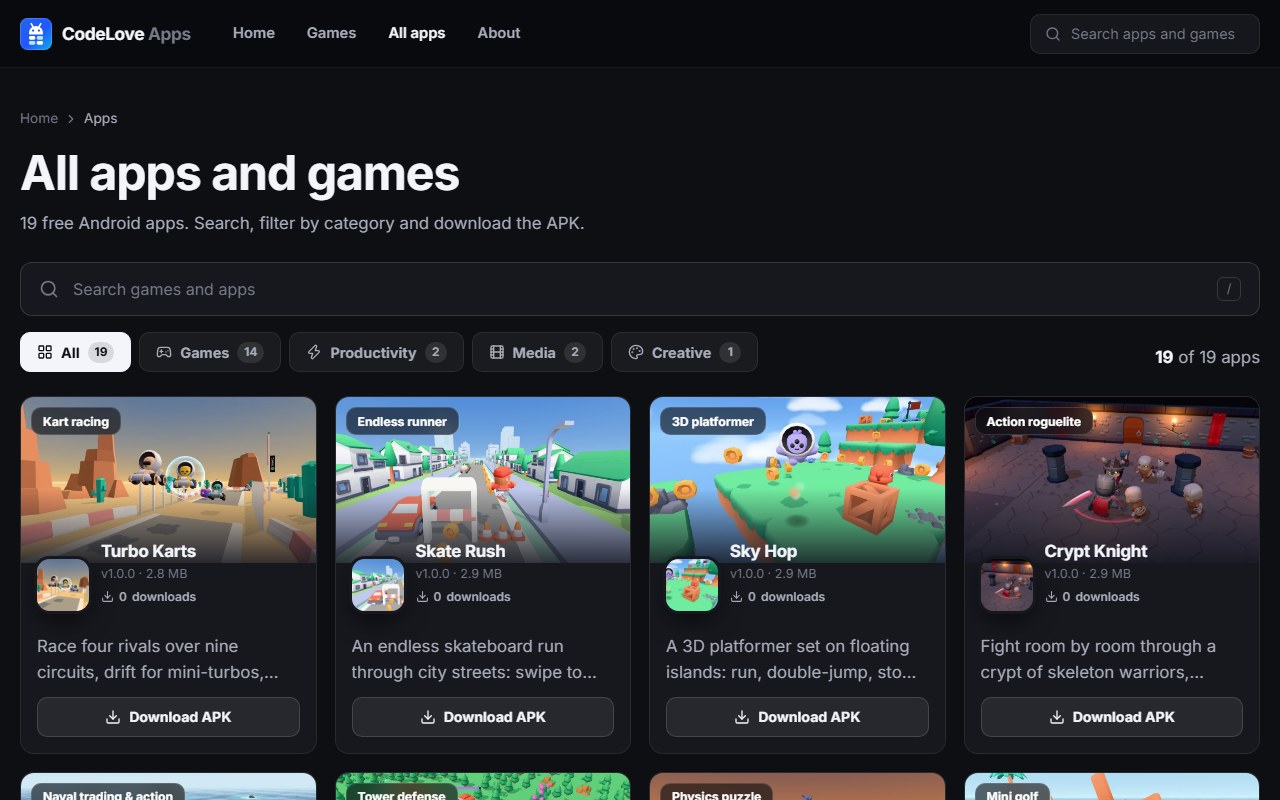 CodeLove Apps
Home
Games
All apps
About
Search apps and games
Home > Apps
All apps and games
19 free Android apps. Search, filter by category and download the APK.
Search games and apps
/
All 19
Games 14
Productivity 2
Media 2
Creative 1
19 of 19 apps
Kart racing
Turbo Karts
v1.0.0 · 2.8 MB
0 downloads
Race four rivals over nine
circuits, drift for mini-turbos,...
Download APK
Endless runner
Skate Rush
v1.0.0 · 2.9 MB
0 downloads
An endless skateboard run
through city streets: swipe to...
Download APK
3D platformer
Sky Hop
v1.0.0 · 2.9 MB
0 downloads
A 3D platformer set on floating
islands: run, double-jump, sto...
Download APK
Action roguelite
Crypt Knight
v1.0.0 · 2.9 MB
0 downloads
Fight room by room through a
crypt of skeleton warriors,...
Download APK
Naval trading & action
Tower defense
Physics puzzle
Mini golf